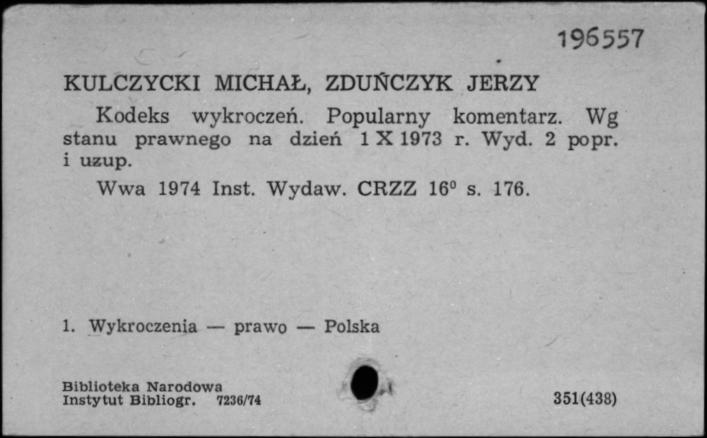 196557
KULCZYCKI MICHAŁ, ZDUŃCZYK JERZY
Kodeks wykroczeń. Popularny komentarz. Wg
stanu prawnego na dzień 1 X 1973 r. Wyd. 2 popr.
i uzup.
Wwa 1974 Inst. Wydaw. CRZZ 16⁰ s. 176.
1. Wykroczenia — prawo — Polska
Biblioteka Narodowa
Instytut Bibliogr. 7236/74
351(438)